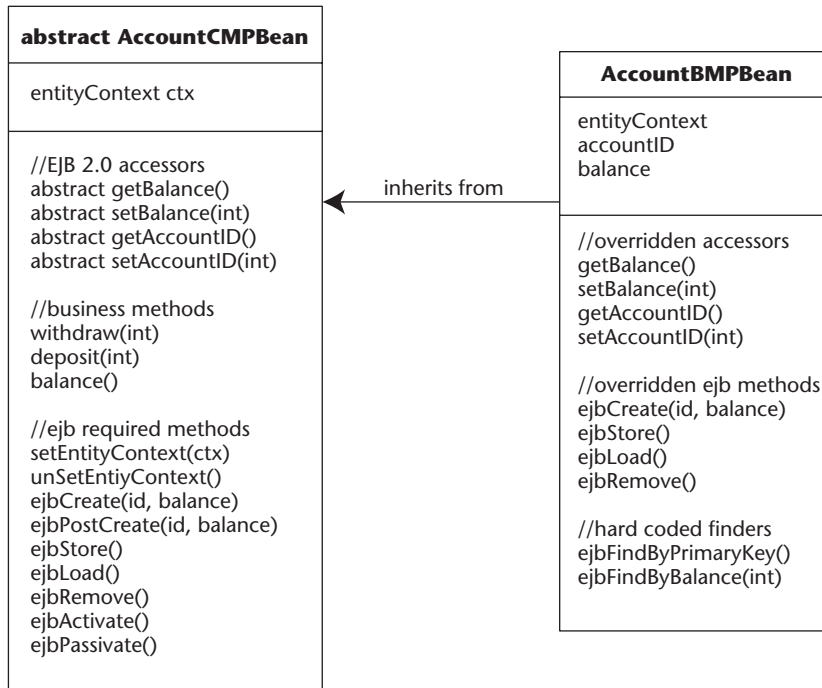 abstract AccountCMPBean
entityContext ctx
//EJB 2.0 accessors
abstract getBalance()
abstract setBalance(int)
abstract getAccountID()
abstract setAccountID(int)
//business methods
withdraw(int)
deposit(int)
balance()
//ejb required methods
setEntityContext(ctx)
unSetEntiyContext()
ejbCreate(id, balance)
ejbPostCreate(id, balance)
ejbStore()
ejbLoad()
ejbRemove()
ejbActivate()
ejbPassivate()
inherits from
AccountBMPBean
entityContext
accountID
balance
//overridden accessors
getBalance()
setBalance(int)
getAccountID()
setAccountID(int)
//overridden ejb methods
ejbCreate(id, balance)
ejbStore()
ejbLoad()
ejbRemove()
//hard coded finders
ejbFindByPrimaryKey()
ejbFindByBalance(int)